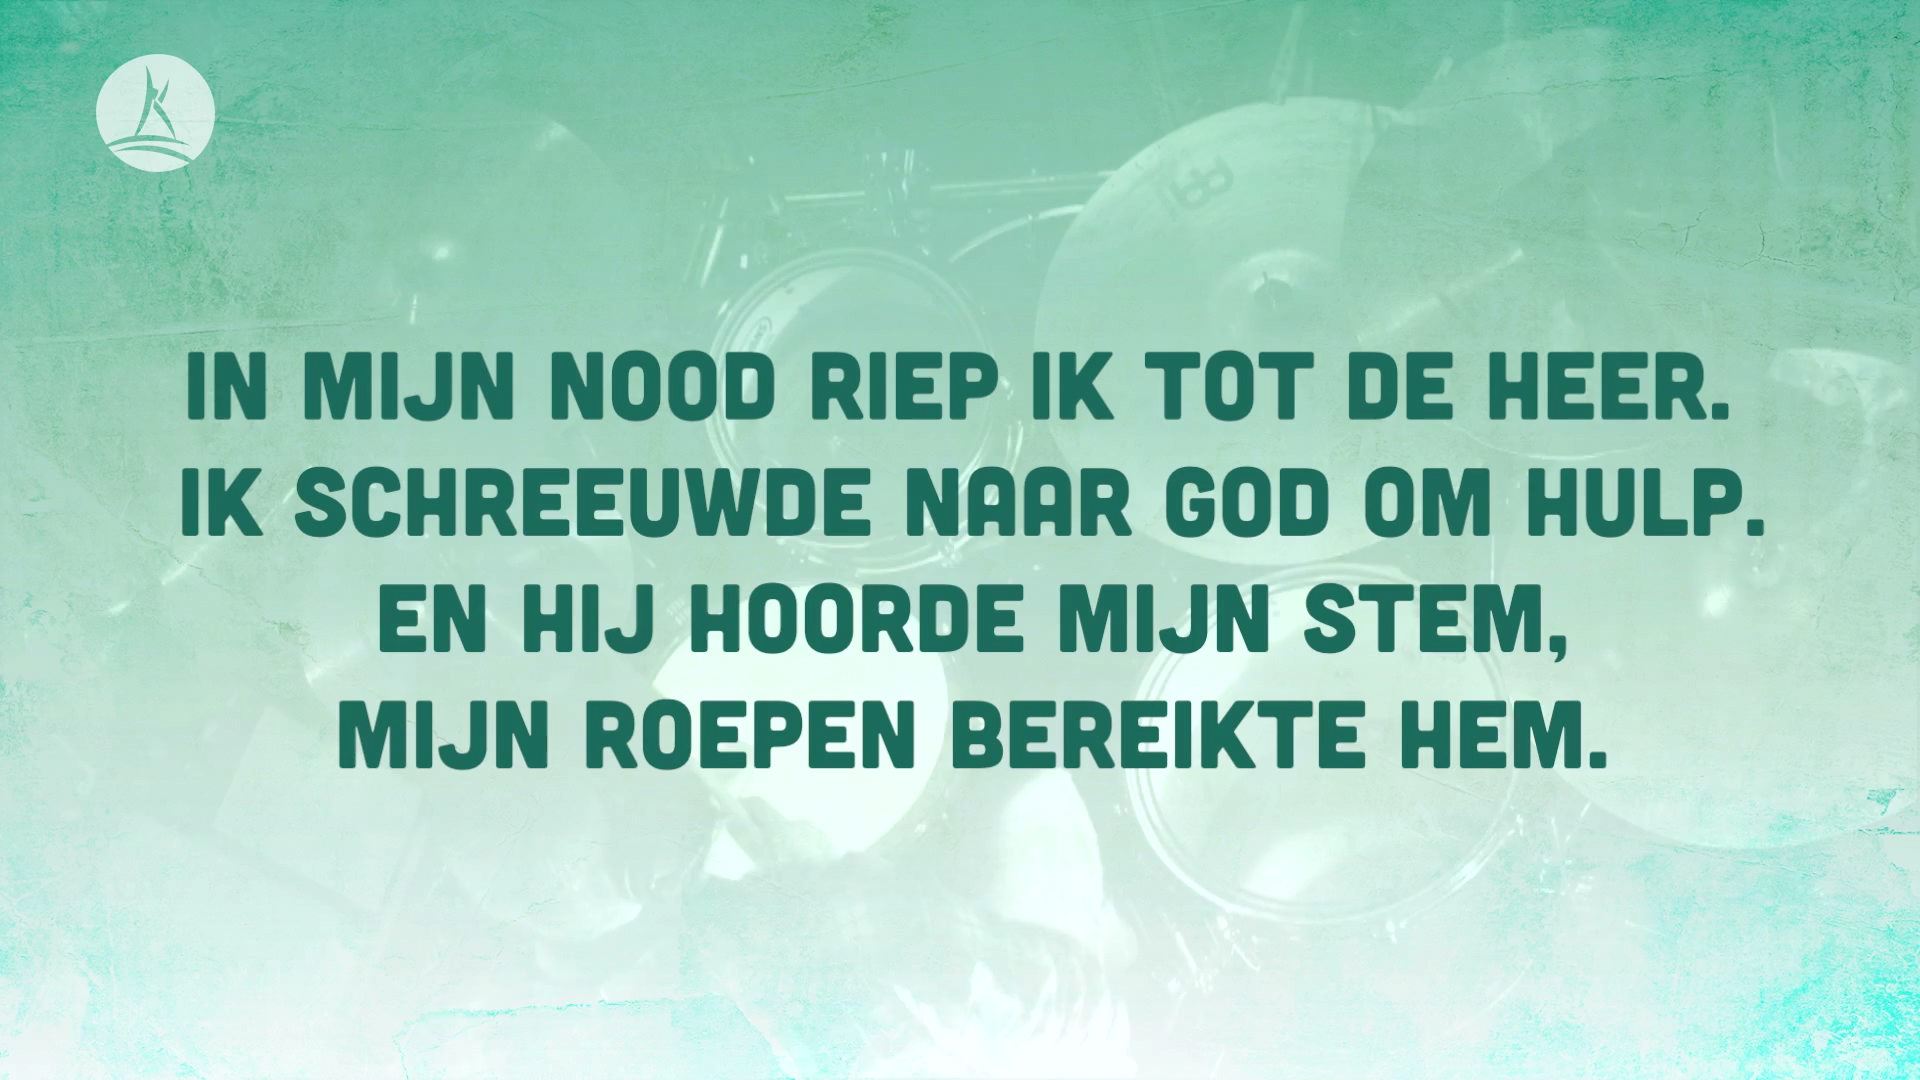 IN MIJN NOOD RIEP IK TOT DE HEER.
IK SCHREEUWDE NAAR GOD OM HULP.
EN HIJ HOORDE MIJN STEM,
MIJN ROEPEN BEREIKTE HEM.